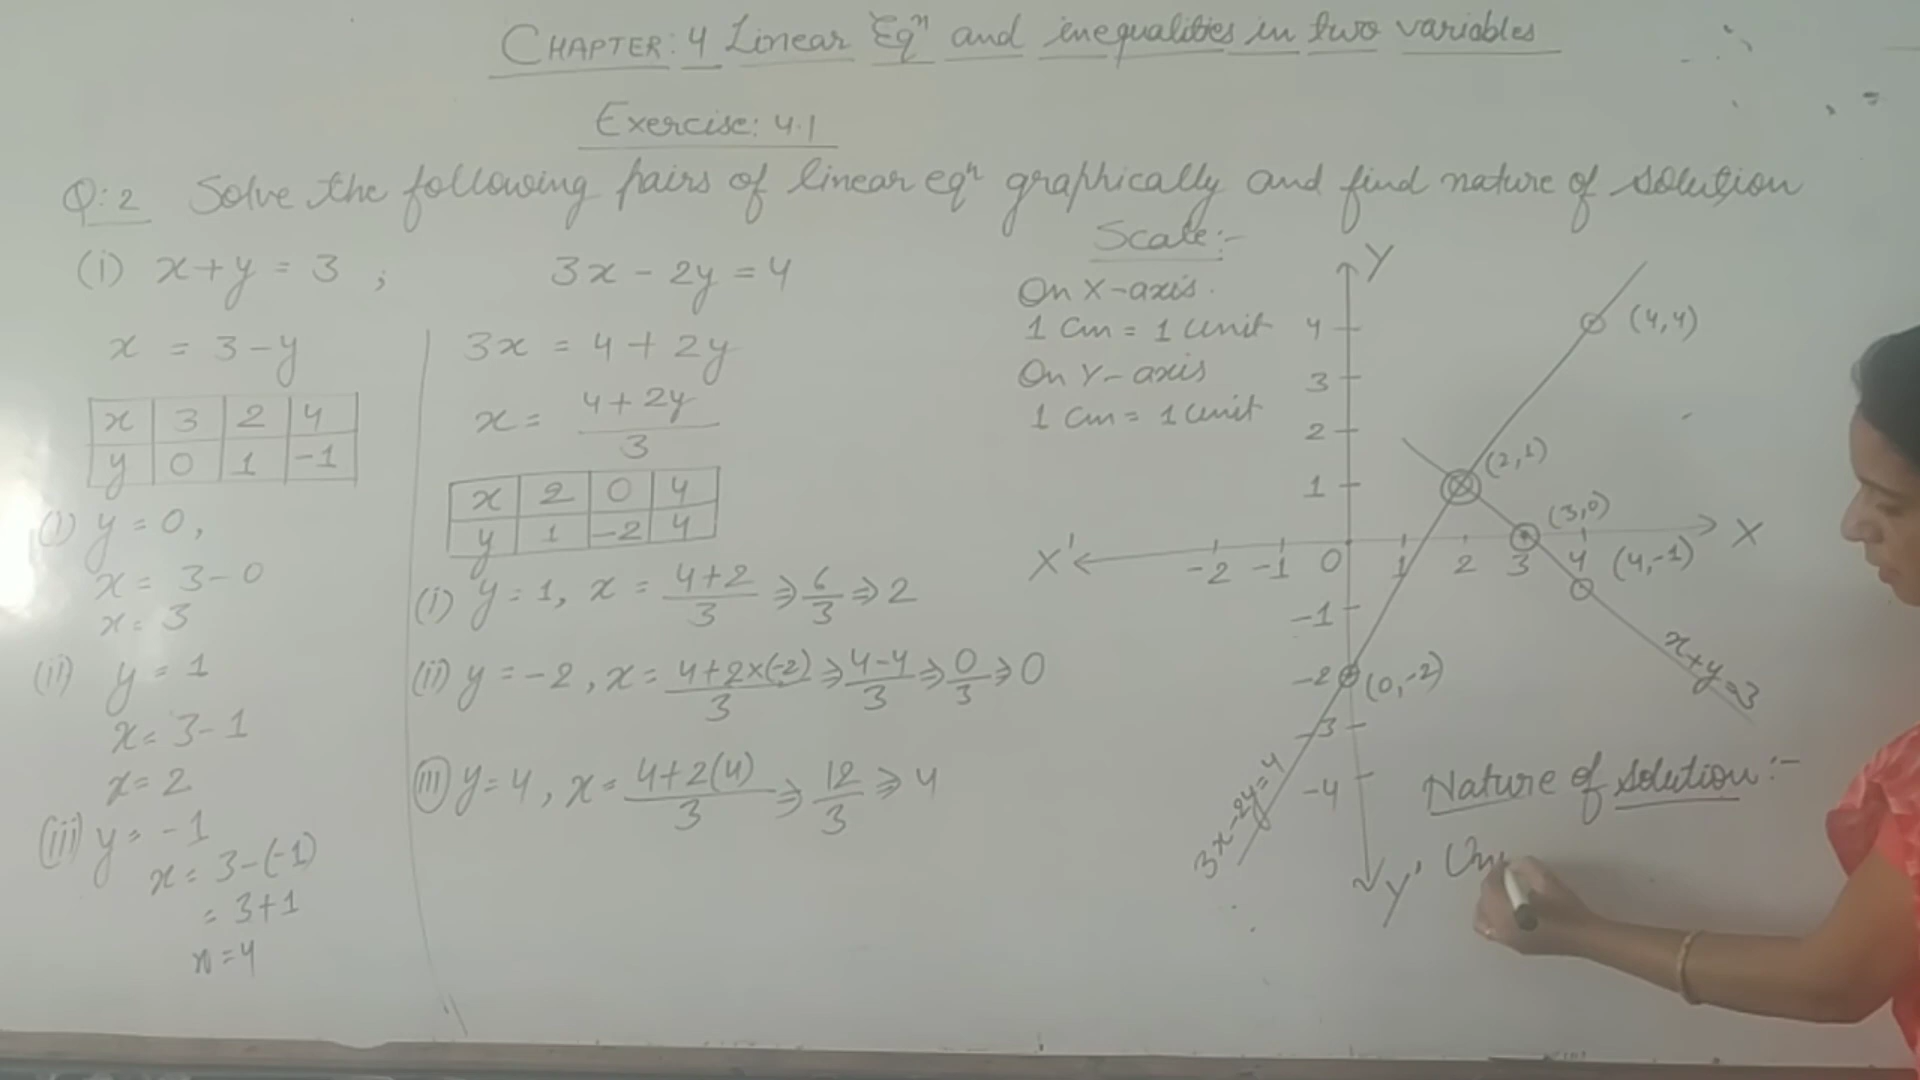 CHAPTER: 4 Linear Eqⁿ and inequalities in two variables
Exercise: 4.1
Q:2 Solve the following pairs of linear eqⁿ graphically and find nature of solution
(i) x+y = 3 ; 3x - 2y = 4
x = 3-y
x 3 2 4
y 0 1 -1
(i) y = 0,
x = 3-0
x = 3
(ii) y = 1
x = 3-1
x = 2
(iii) y = -1
x = 3-(-1)
= 3+1
x = 4
3x = 4 + 2y
x = 4+2y
3
x 2 0 4
y 1 -2 4
(i) y = 1, x = 4+2/3 ⇒ 6/3 ⇒ 2
(ii) y = -2, x = 4+2×(-2)/3 ⇒ 4-4/3 ⇒ 0/3 ⇒ 0
(iii) y = 4, x = 4+2(4)/3 ⇒ 12/3 ⇒ 4
Scale:-
On X-axis.
1 Cm = 1 unit
On Y-axis
1 Cm = 1 unit
Y
4 (4,4)
3
2
(2,1)
1
(3,0)
X' -2 -1 0 1 2 3 4 X
(4,-1)
-1
x+y=3
-2 (0,-2)
-3
3x-2y=4
-4
Y'
Nature of solution:-